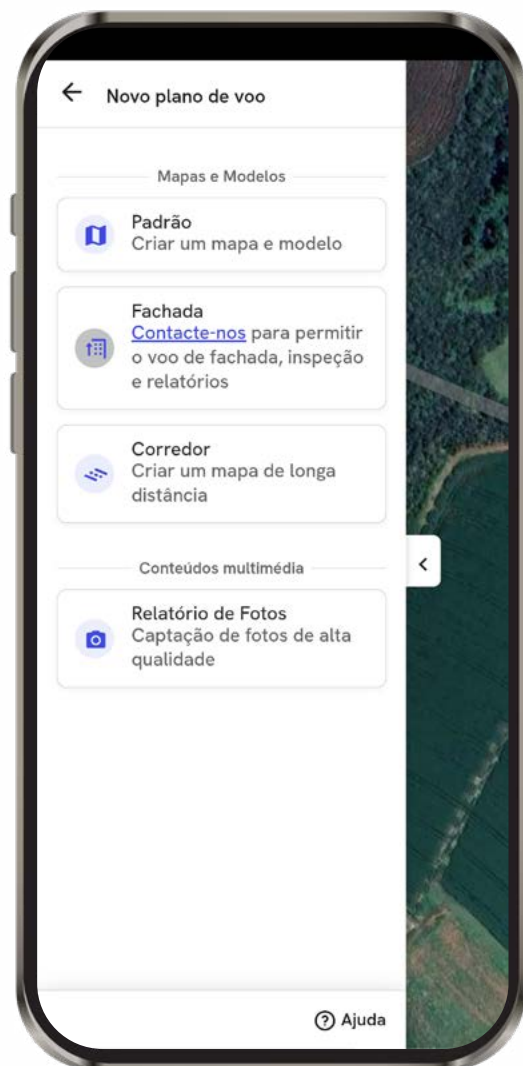 Novo plano de voo
Mapas e Modelos
Padrão
Criar um mapa e modelo
Fachada
Contacte-nos para permitir
o voo de fachada, inspeção
e relatórios
Corredor
Criar um mapa de longa
distância
Conteúdos multimédia
Relatório de Fotos
Captação de fotos de alta
qualidade
Ajuda